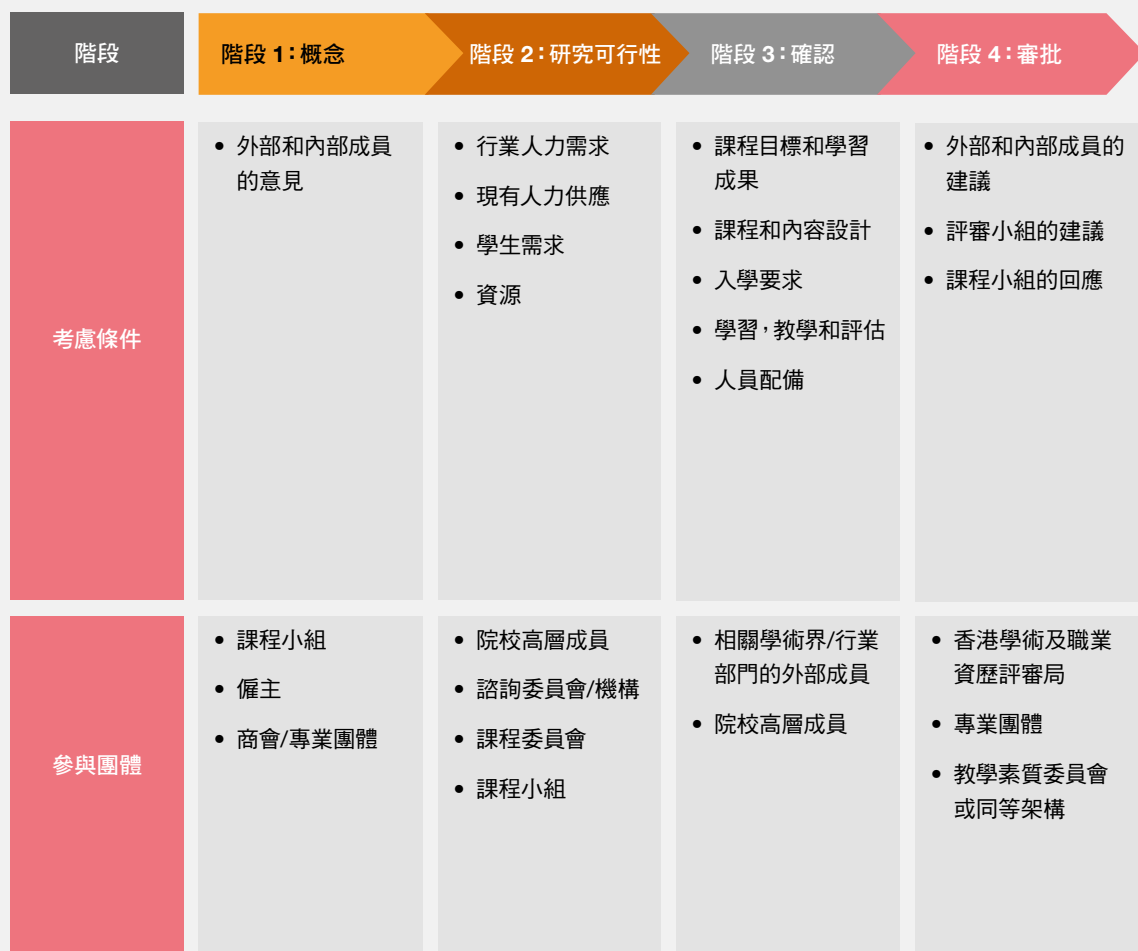 階段
階段 1：概念
階段 2：研究可行性
階段 3：確認
階段 4：審批
考慮條件
• 外部和內部成員
的意見
• 行業人力需求
• 現有人力供應
• 學生需求
• 資源
• 課程目標和學習
成果
• 課程和內容設計
• 入學要求
• 學習，教學和評估
• 人員配備
• 外部和內部成員的
建議
• 評審小組的建議
• 課程小組的回應
參與團體
• 課程小組
• 僱主
• 商會/專業團體
• 院校高層成員
• 諮詢委員會/機構
• 課程委員會
• 課程小組
• 相關學術界/行業
部門的外部成員
• 院校高層成員
• 香港學術及職業
資歷評審局
• 專業團體
• 教學素質委員會
或同等架構